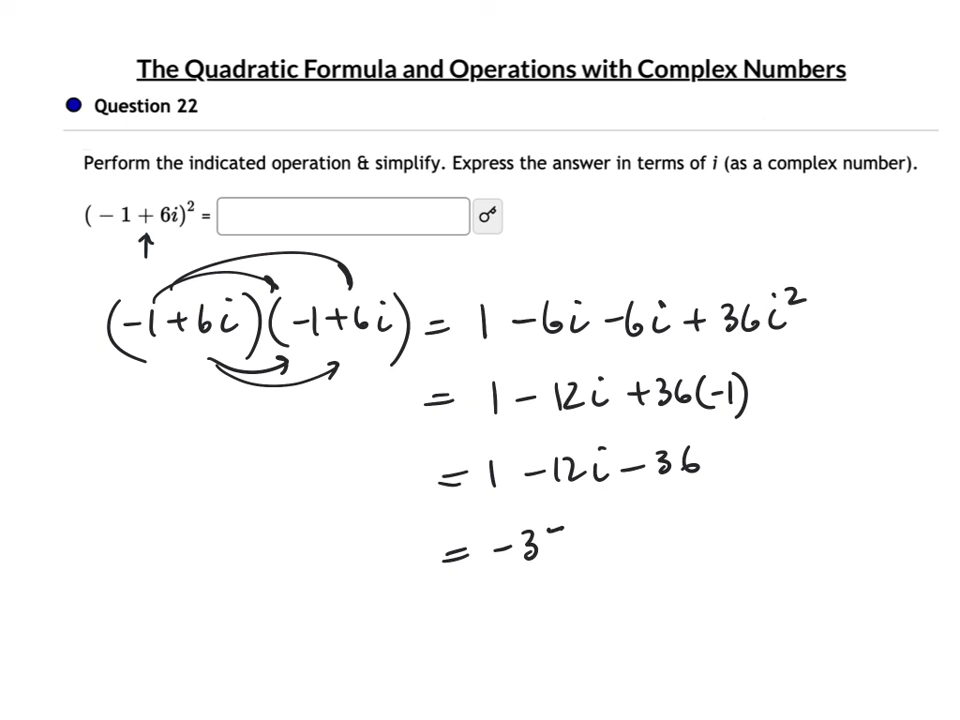 The Quadratic Formula and Operations with Complex Numbers
Question 22
Perform the indicated operation & simplify. Express the answer in terms of i (as a complex number).
( − 1 + 6i)² =
(-1+6i)(-1+6i) = 1 - 6i - 6i + 36i²
= 1 - 12i + 36(-1)
= 1 - 12i - 36
= -3